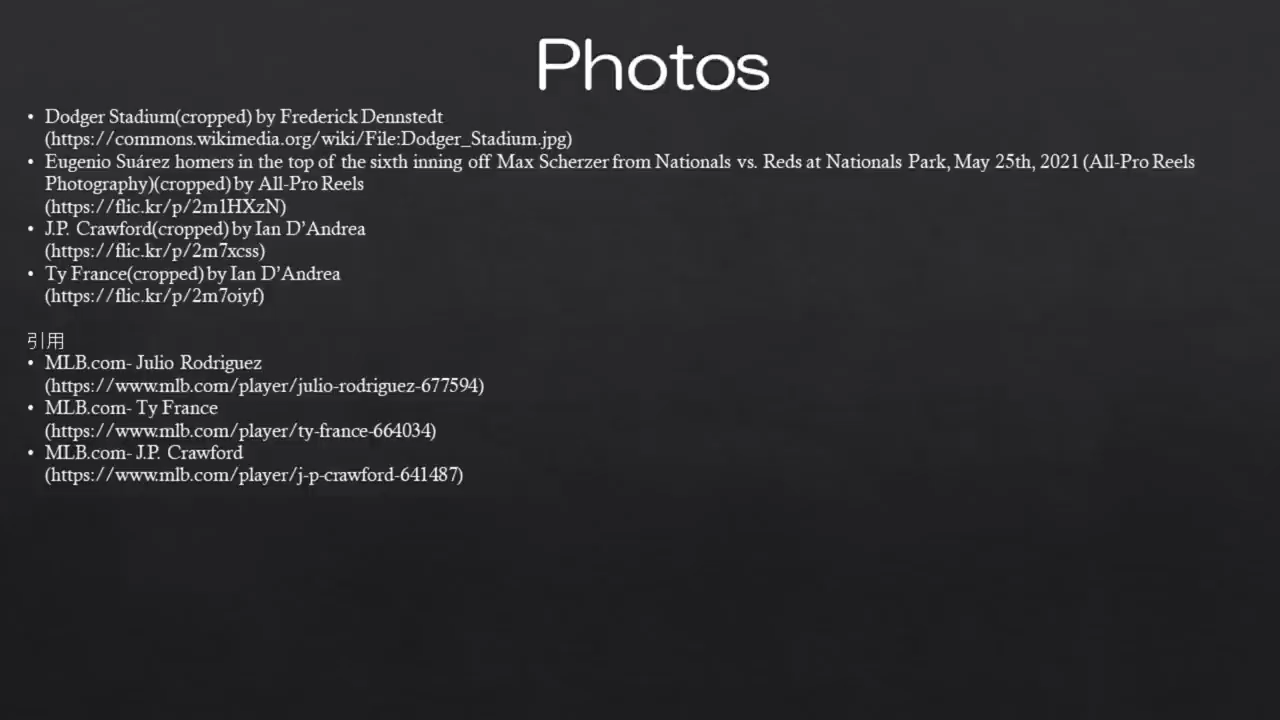 Photos
• Dodger Stadium(cropped) by Frederick Dennstedt
(https://commons.wikimedia.org/wiki/File:Dodger_Stadium.jpg)
• Eugenio Suárez homers in the top of the sixth inning off Max Scherzer from Nationals vs. Reds at Nationals Park, May 25th, 2021 (All-Pro Reels
Photography)(cropped) by All-Pro Reels
(https://flic.kr/p/2m1HXzN)
• J.P. Crawford(cropped) by Ian D’Andrea
(https://flic.kr/p/2m7xcss)
• Ty France(cropped) by Ian D’Andrea
(https://flic.kr/p/2m7oiyf)
引用
• MLB.com- Julio Rodriguez
(https://www.mlb.com/player/julio-rodriguez-677594)
• MLB.com- Ty France
(https://www.mlb.com/player/ty-france-664034)
• MLB.com- J.P. Crawford
(https://www.mlb.com/player/j-p-crawford-641487)